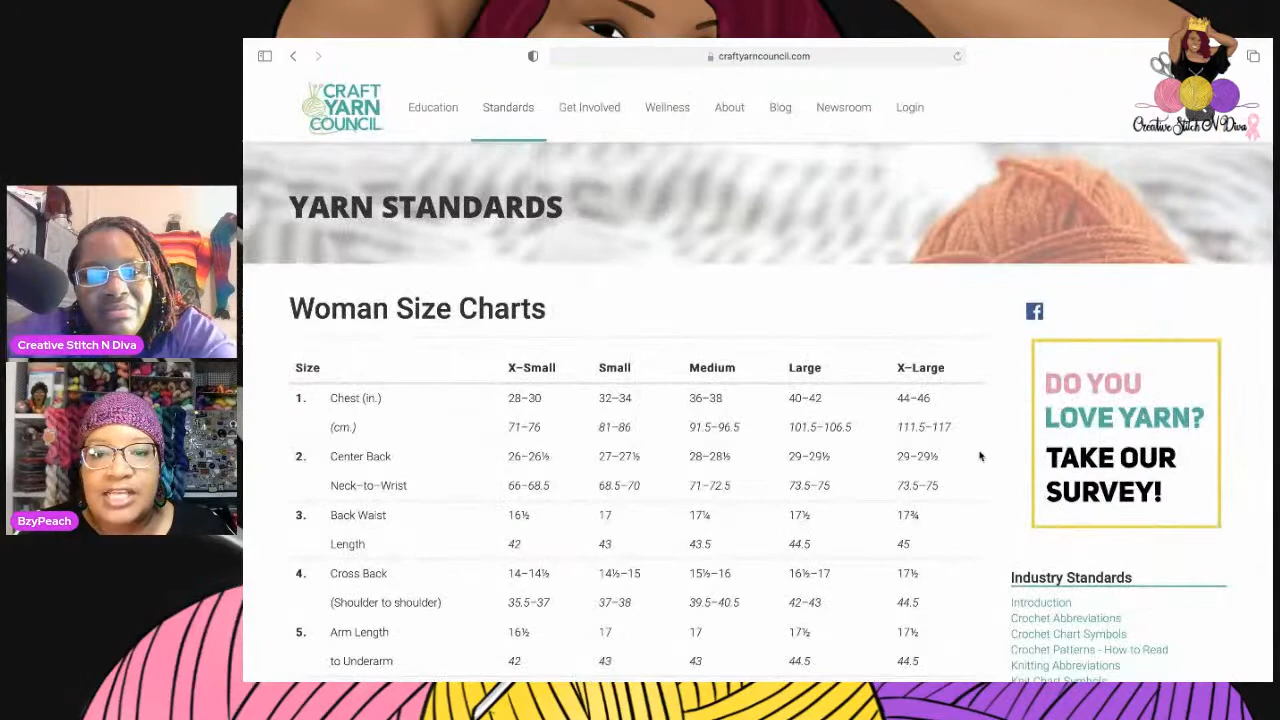 craftyarncouncil.com
CRAFT
YARN
COUNCIL
Education Standards Get Involved Wellness About Blog Newsroom Login
Creative Stitch N Diva
YARN STANDARDS
Woman Size Charts
Size X–Small Small Medium Large X–Large
1. Chest (in.) 28–30 32–34 36–38 40–42 44–46
(cm.) 71–76 81–86 91.5–96.5 101.5–106.5 111.5–117
2. Center Back 26–26½ 27–27½ 28–28½ 29–29½ 29–29½
Neck–to–Wrist 66–68.5 68.5–70 71–72.5 73.5–75 73.5–75
3. Back Waist 16½ 17 17¼ 17½ 17¾
Length 42 43 43.5 44.5 45
4. Cross Back 14–14½ 14½–15 15½–16 16½–17 17½
(Shoulder to shoulder) 35.5–37 37–38 39.5–40.5 42–43 44.5
5. Arm Length 16½ 17 17 17½ 17½
to Underarm 42 43 43 44.5 44.5
f
DO YOU
LOVE YARN?
TAKE OUR
SURVEY!
Industry Standards
Introduction
Crochet Abbreviations
Crochet Chart Symbols
Crochet Patterns - How to Read
Knitting Abbreviations
Knit Chart Symbols
Creative Stitch N Diva
BzyPeach